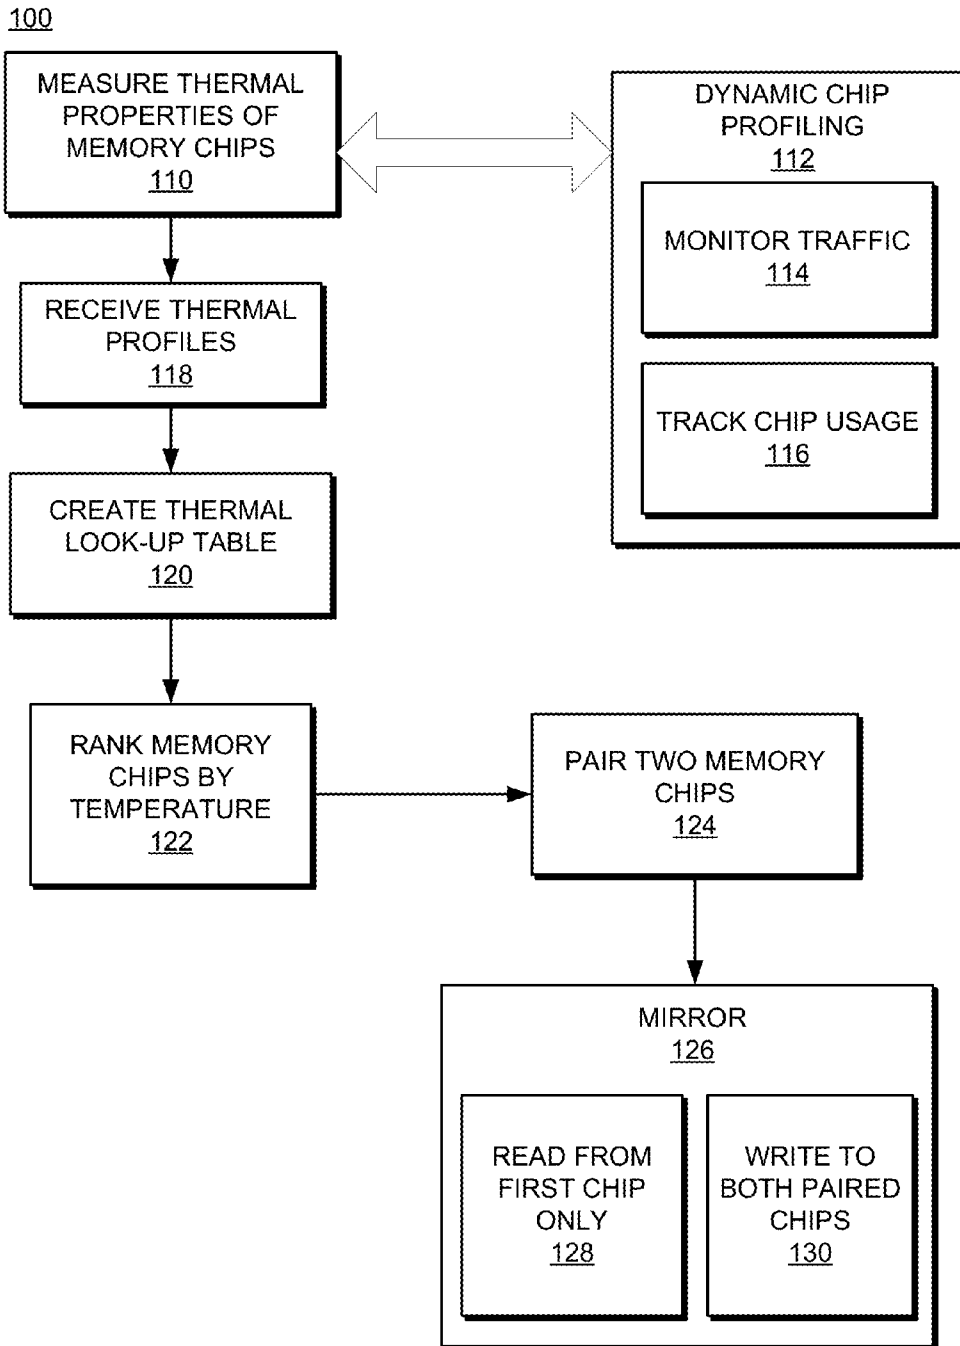 100
MEASURE THERMAL
PROPERTIES OF
MEMORY CHIPS
110
DYNAMIC CHIP
PROFILING
112
MONITOR TRAFFIC
114
TRACK CHIP USAGE
116
RECEIVE THERMAL
PROFILES
118
CREATE THERMAL
LOOK-UP TABLE
120
RANK MEMORY
CHIPS BY
TEMPERATURE
122
PAIR TWO MEMORY
CHIPS
124
MIRROR
126
READ FROM
FIRST CHIP
ONLY
128
WRITE TO
BOTH PAIRED
CHIPS
130